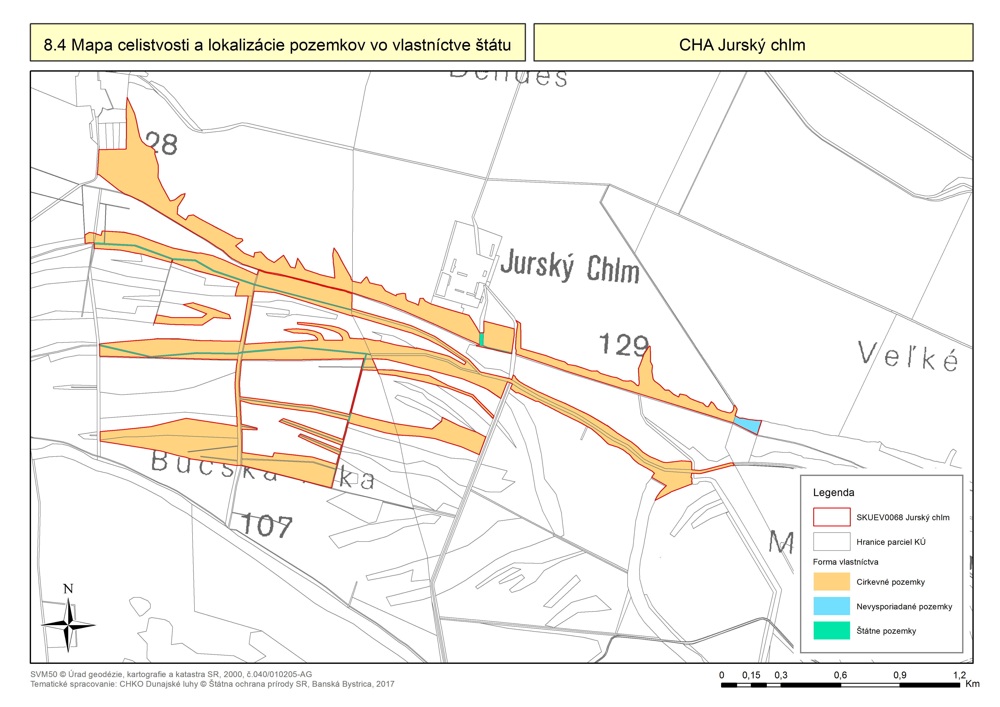 8.4 Mapa celistvosti a lokalizácie pozemkov vo vlastníctve štátu
CHA Jurský chlm
28
Jurský Chlm
129
Veľké
Búčska
ka
107
M
Legenda
SKUEV0068 Jurský chlm
Hranice parciel KÚ
Forma vlastníctva
Cirkevné pozemky
Nevysporiadané pozemky
Štátne pozemky
N
SVM50 © Úrad geodézie, kartografie a katastra SR, 2000, č.040/010205-AG
Tematické spracovanie: CHKO Dunajské luhy © Štátna ochrana prírody SR, Banská Bystrica, 2017
0 0,15 0,3 0,6 0,9 1,2
Km